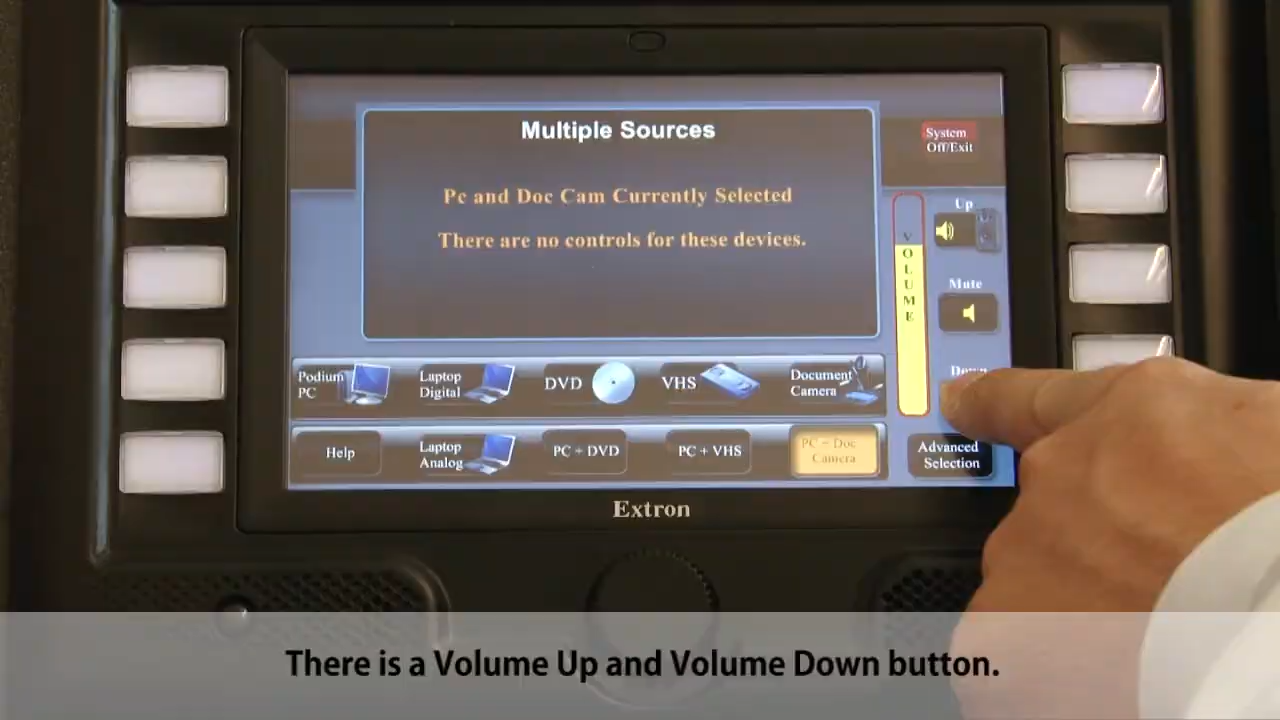 Multiple Sources
Pc and Doc Cam Currently Selected
There are no controls for these devices.
System
Off/Exit
Up
VOLUME
Mute
Down
Podium
PC
Laptop
Digital
DVD
VHS
Document
Camera
Help
Laptop
Analog
PC + DVD
PC + VHS
PC + Doc
Camera
Advanced
Selection
Extron
There is a Volume Up and Volume Down button.